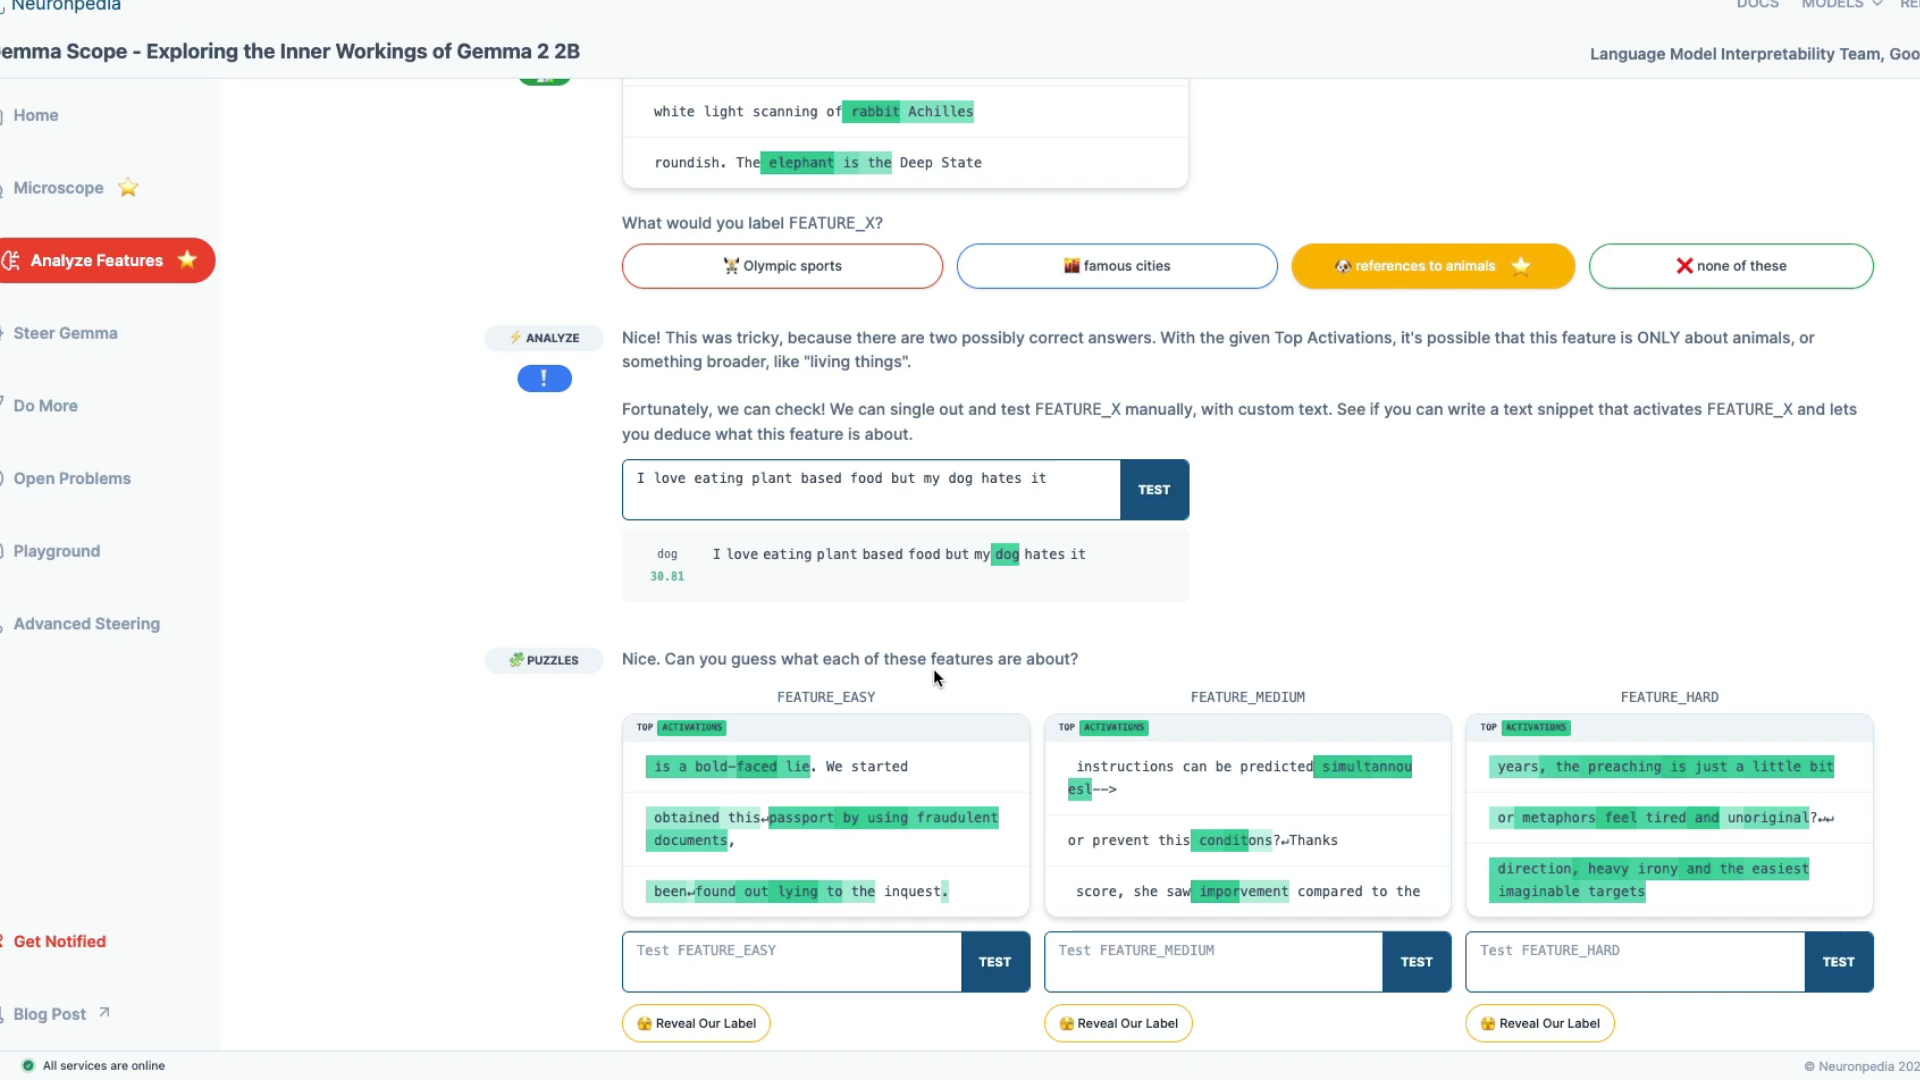 Neuronpedia
DOCS
MODELS
emma Scope - Exploring the Inner Workings of Gemma 2 2B
Language Model Interpretability Team, Goo
Home
Microscope
Analyze Features
Steer Gemma
Do More
Open Problems
Playground
Advanced Steering
Get Notified
Blog Post
white light scanning of rabbit Achilles
roundish. The elephant is the Deep State
What would you label FEATURE_X?
Olympic sports
famous cities
references to animals
none of these
ANALYZE
!
Nice! This was tricky, because there are two possibly correct answers. With the given Top Activations, it's possible that this feature is ONLY about animals, or
something broader, like "living things".
Fortunately, we can check! We can single out and test FEATURE_X manually, with custom text. See if you can write a text snippet that activates FEATURE_X and lets
you deduce what this feature is about.
I love eating plant based food but my dog hates it
TEST
dog
30.81
I love eating plant based food but my dog hates it
PUZZLES
Nice. Can you guess what each of these features are about?
FEATURE_EASY
TOP ACTIVATIONS
is a bold-faced lie. We started
obtained this↵passport by using fraudulent
documents,
been↵found out lying to the inquest.
Test FEATURE_EASY
TEST
Reveal Our Label
FEATURE_MEDIUM
TOP ACTIVATIONS
instructions can be predicted simultannou
esl-->
or prevent this conditons?↵Thanks
score, she saw imporvement compared to the
Test FEATURE_MEDIUM
TEST
Reveal Our Label
FEATURE_HARD
TOP ACTIVATIONS
years, the preaching is just a little bit
or metaphors feel tired and unoriginal?↵↵
direction, heavy irony and the easiest
imaginable targets
Test FEATURE_HARD
TEST
Reveal Our Label
All services are online
© Neuronpedia 202